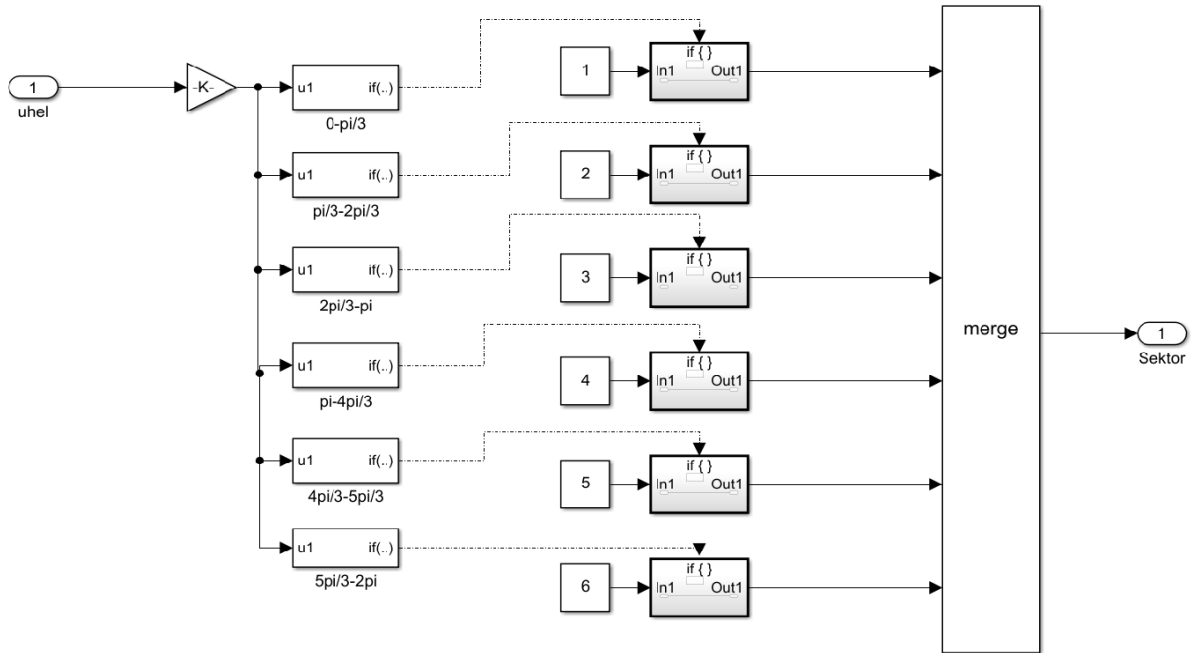 1
uhel
-K-
u1 if(..)
0-pi/3
u1 if(..)
pi/3-2pi/3
u1 if(..)
2pi/3-pi
u1 if(..)
pi-4pi/3
u1 if(..)
4pi/3-5pi/3
u1 if(..)
5pi/3-2pi
1
if { }
In1 Out1
2
if { }
In1 Out1
3
if { }
In1 Out1
4
if { }
In1 Out1
5
if { }
In1 Out1
6
if { }
In1 Out1
merge
1
Sektor